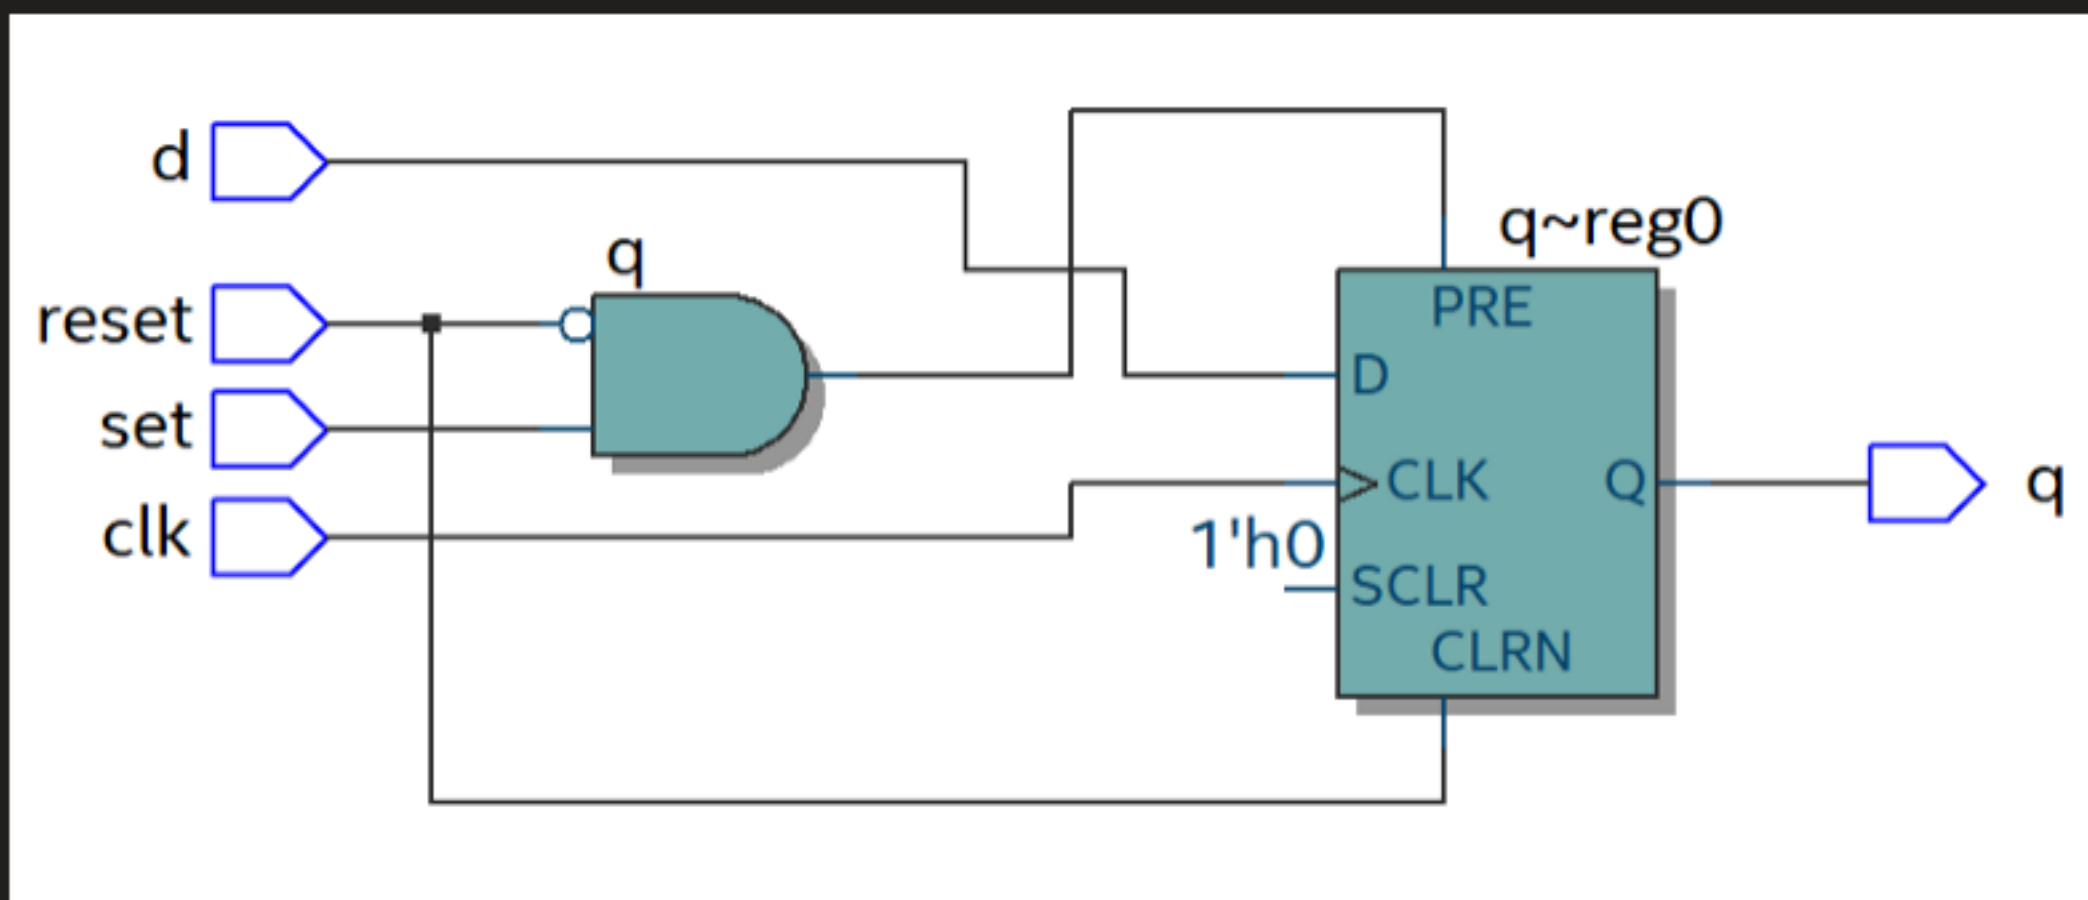 d
q
reset
set
clk
q~reg0
PRE
D
CLK
1'h0
SCLR
CLRN
Q
q